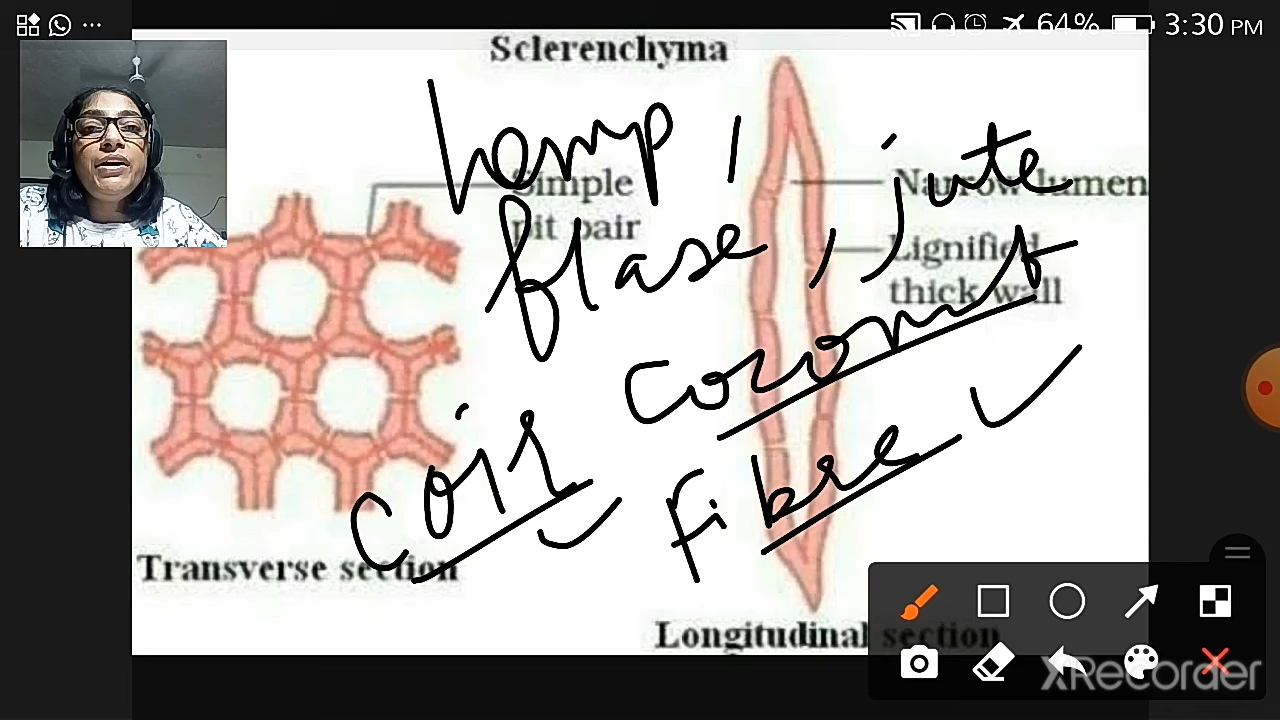 64% 3:30 PM
Sclerenchyma
hemp,
Simple
pit pair
Narrow lumen
flase, jute
Lignified
thick wall
coconut
fibre
coir
Transverse section
Longitudinal section
XRecorder